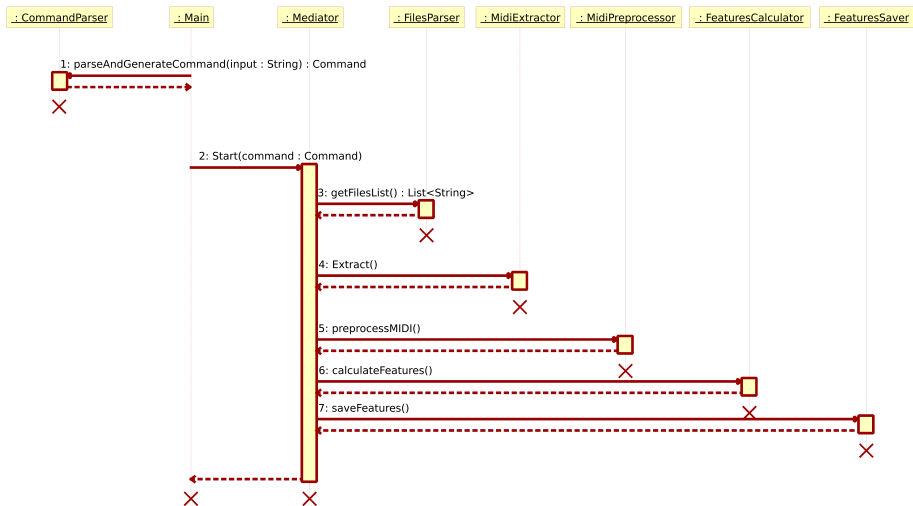 : CommandParser
: Main
: Mediator
: FilesParser
: MidiExtractor
: MidiPreprocessor
: FeaturesCalculator
: FeaturesSaver
1: parseAndGenerateCommand(input : String) : Command
2: Start(command : Command)
3: getFilesList() : List<String>
4: Extract()
5: preprocessMIDI()
6: calculateFeatures()
7: saveFeatures()